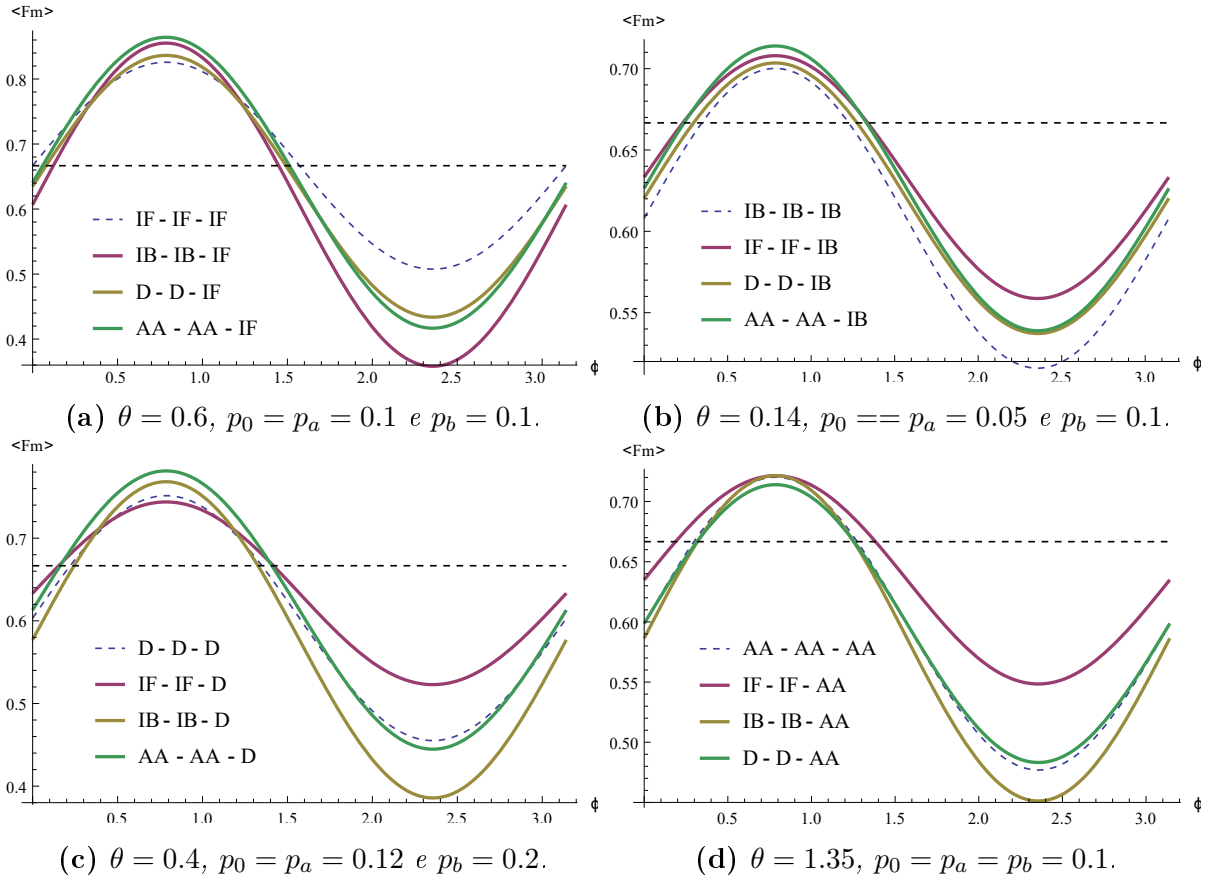 <Fm>
0.8
0.7
0.6
0.5
0.4
IF - IF - IF
IB - IB - IF
D - D - IF
AA - AA - IF
0.5 1.0 1.5 2.0 2.5 3.0 ϕ
(a) θ = 0.6, p₀ = pₐ = 0.1 e p_b = 0.1.
<Fm>
0.70
0.65
0.60
0.55
IB - IB - IB
IF - IF - IB
D - D - IB
AA - AA - IB
0.5 1.0 1.5 2.0 2.5 3.0 ϕ
(b) θ = 0.14, p₀ == pₐ = 0.05 e p_b = 0.1.
<Fm>
0.7
0.6
0.5
0.4
D - D - D
IF - IF - D
IB - IB - D
AA - AA - D
0.5 1.0 1.5 2.0 2.5 3.0 ϕ
(c) θ = 0.4, p₀ = pₐ = 0.12 e p_b = 0.2.
<Fm>
0.70
0.65
0.60
0.55
0.50
AA - AA - AA
IF - IF - AA
IB - IB - AA
D - D - AA
0.5 1.0 1.5 2.0 2.5 3.0 ϕ
(d) θ = 1.35, p₀ = pₐ = p_b = 0.1.